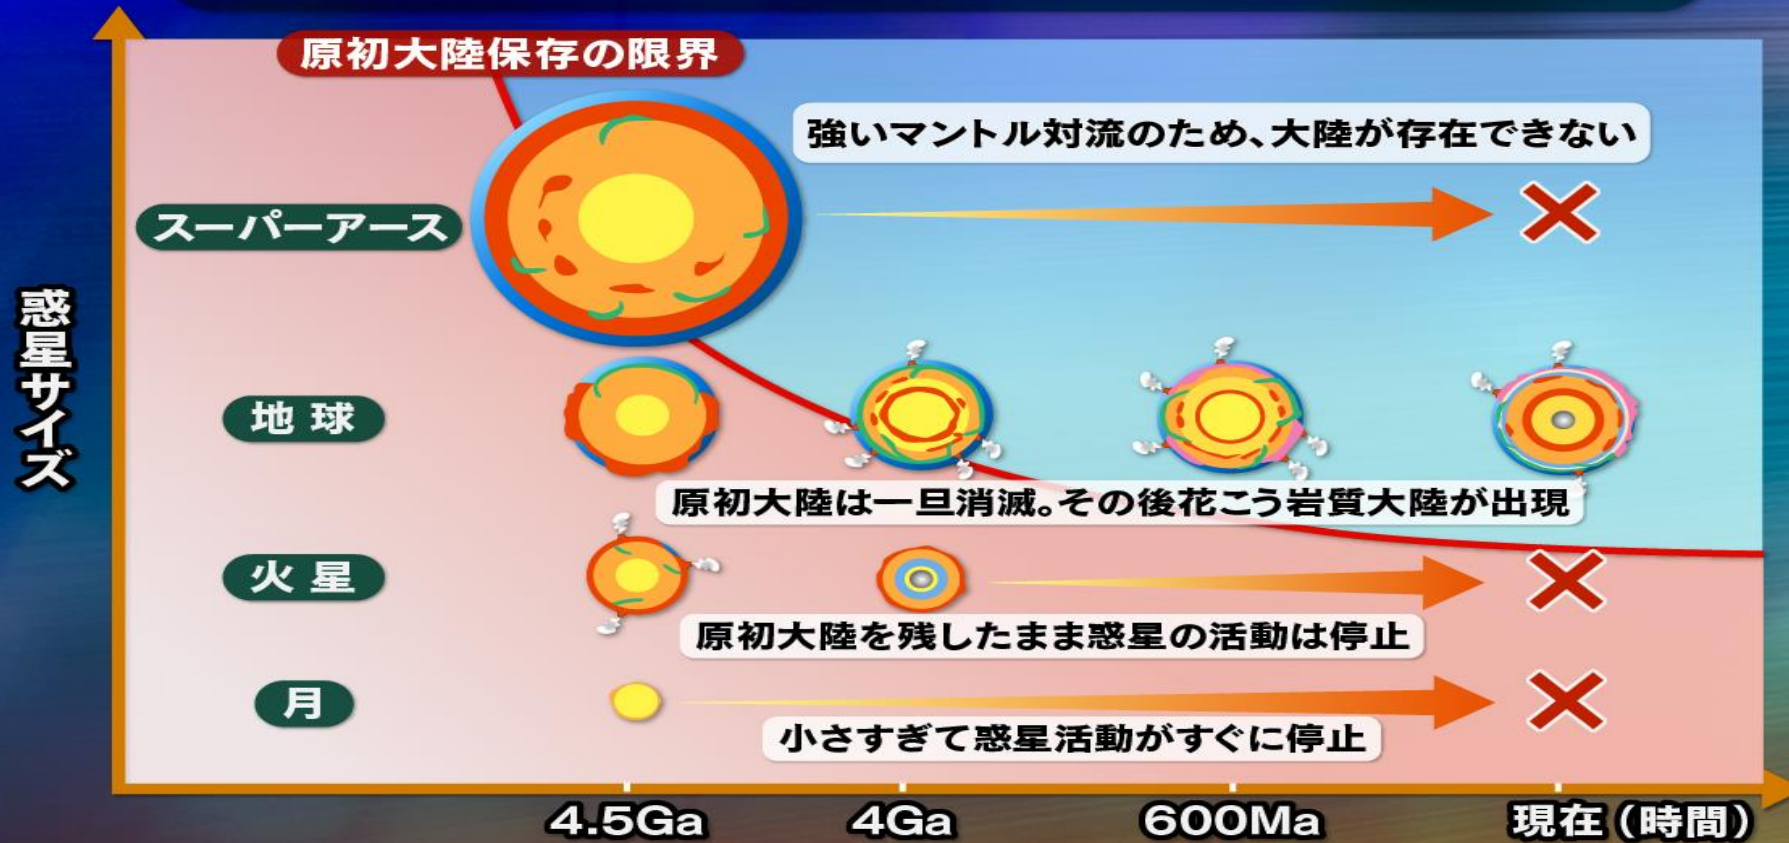 原初大陸保存の限界
強いマントル対流のため、大陸が存在できない
スーパーアース
惑星サイズ
地球
原初大陸は一旦消滅。その後花こう岩質大陸が出現
火星
原初大陸を残したまま惑星の活動は停止
月
小さすぎて惑星活動がすぐに停止
4.5Ga 4Ga 600Ma 現在(時間)